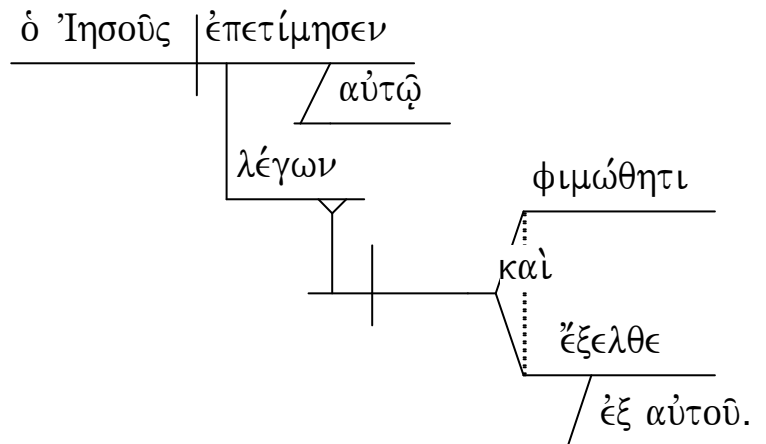 ὁ Ἰησοῦς ἐπετίμησεν
αὐτῷ
λέγων
φιμώθητι
καὶ
ἔξελθε
ἐξ αὐτοῦ.